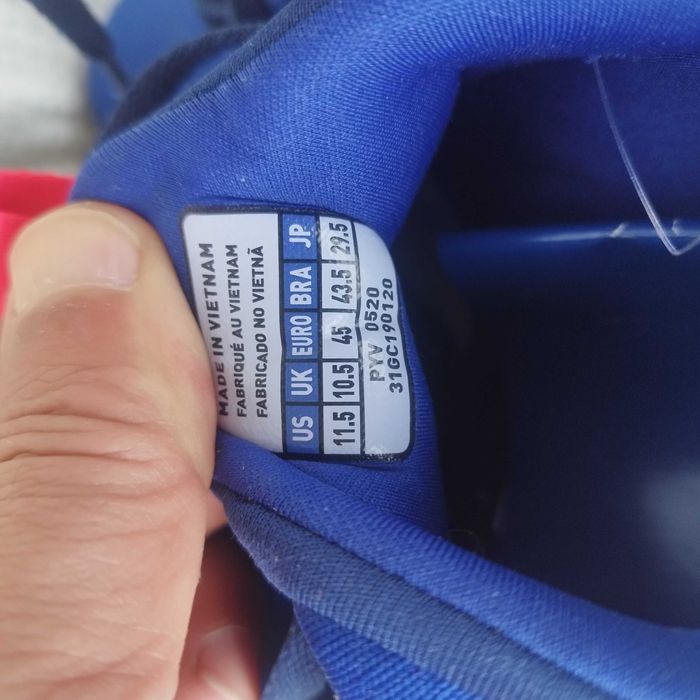 MADE IN VIETNAM
FABRIQUÉ AU VIETNAM
FABRICADO NO VIETNÃ
US UK EURO BRA JP
11.5 10.5 45 43.5 29.5
PYV 0520
31GC190120